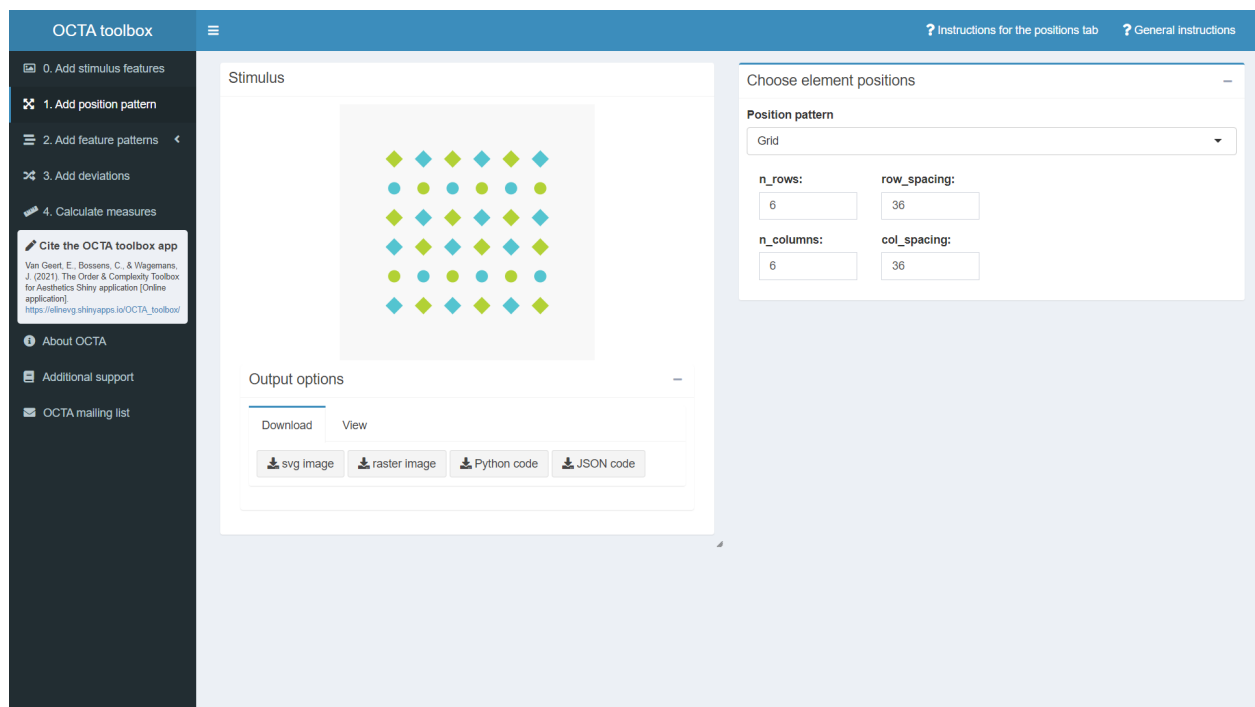 OCTA toolbox
? Instructions for the positions tab
? General instructions
0. Add stimulus features
1. Add position pattern
2. Add feature patterns
3. Add deviations
4. Calculate measures
Cite the OCTA toolbox app
Van Geert, E., Bossens, C., & Wagemans,
J. (2021). The Order & Complexity Toolbox
for Aesthetics Shiny application [Online
application].
https://elinevg.shinyapps.io/OCTA_toolbox/
About OCTA
Additional support
OCTA mailing list
Stimulus
Output options
Download View
svg image raster image Python code JSON code
Choose element positions
Position pattern
Grid
n_rows: row_spacing:
6 36
n_columns: col_spacing:
6 36